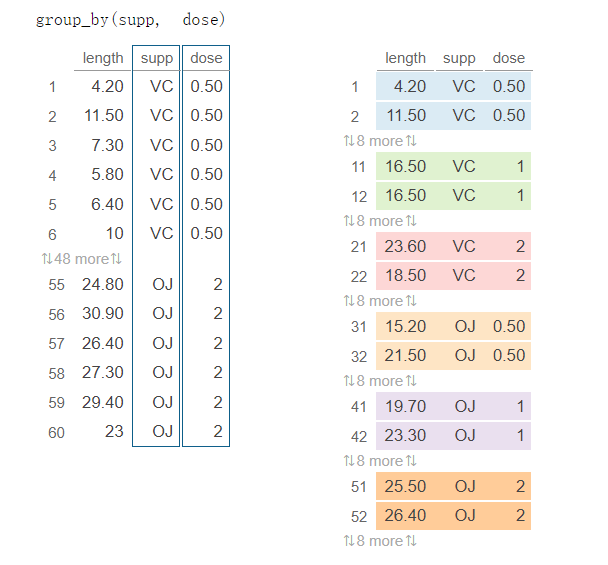 group_by(supp, dose)
length supp dose
1 4.20 VC 0.50
2 11.50 VC 0.50
3 7.30 VC 0.50
4 5.80 VC 0.50
5 6.40 VC 0.50
6 10 VC 0.50
⇅48 more⇅
55 24.80 OJ 2
56 30.90 OJ 2
57 26.40 OJ 2
58 27.30 OJ 2
59 29.40 OJ 2
60 23 OJ 2
length supp dose
1 4.20 VC 0.50
2 11.50 VC 0.50
⇅8 more⇅
11 16.50 VC 1
12 16.50 VC 1
⇅8 more⇅
21 23.60 VC 2
22 18.50 VC 2
⇅8 more⇅
31 15.20 OJ 0.50
32 21.50 OJ 0.50
⇅8 more⇅
41 19.70 OJ 1
42 23.30 OJ 1
⇅8 more⇅
51 25.50 OJ 2
52 26.40 OJ 2
⇅8 more⇅